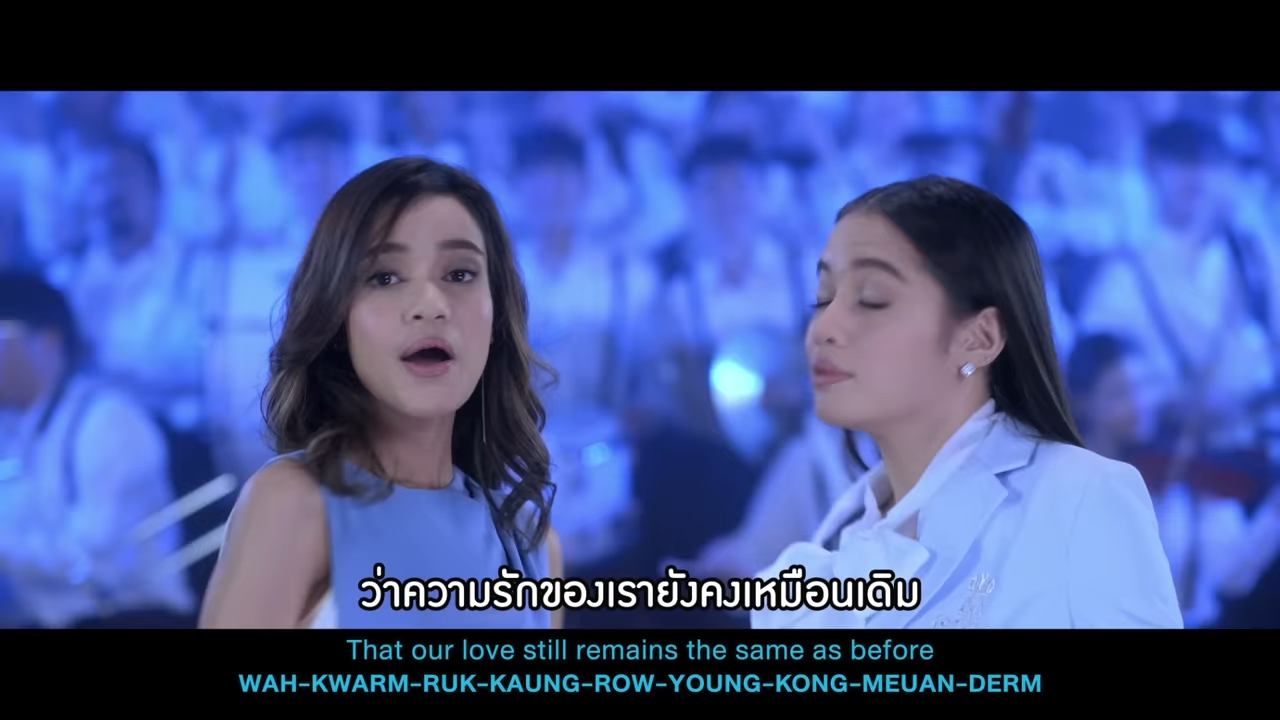 ว่าความรักของเรายังคงเหมือนเดิม
That our love still remains the same as before
WAH-KWARM-RUK-KAUNG-ROW-YOUNG-KONG-MEUAN-DERM